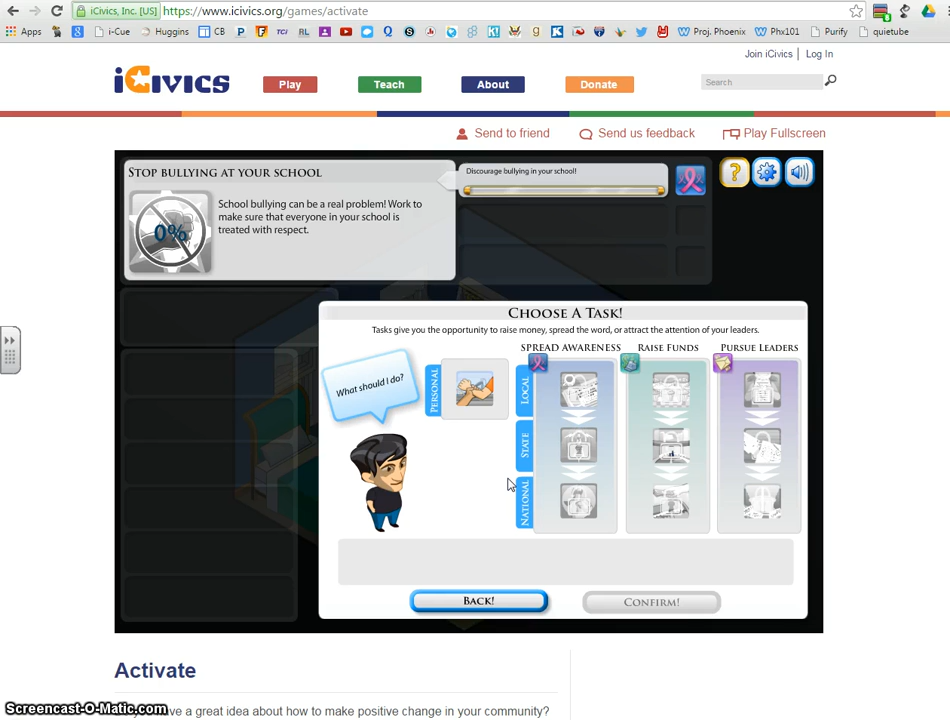 iCivics, Inc. [US] https://www.icivics.org/games/activate
Apps i-Cue Huggins CB TCi RL Proj. Phoenix Phx101 Purify quietube
Join iCivics | Log In
iCIVICS Play Teach About Donate Search
Send to friend Send us feedback Play Fullscreen
STOP BULLYING AT YOUR SCHOOL
School bullying can be a real problem! Work to
make sure that everyone in your school is
treated with respect.
0%
Discourage bullying in your school!
?
CHOOSE A TASK!
Tasks give you the opportunity to raise money, spread the word, or attract the attention of your leaders.
SPREAD AWARENESS RAISE FUNDS PURSUE LEADERS
What should I do?
PERSONAL
LOCAL
STATE
NATIONAL
BACK! CONFIRM!
Activate
ve a great idea about how to make positive change in your community?
Screencast-O-Matic.com